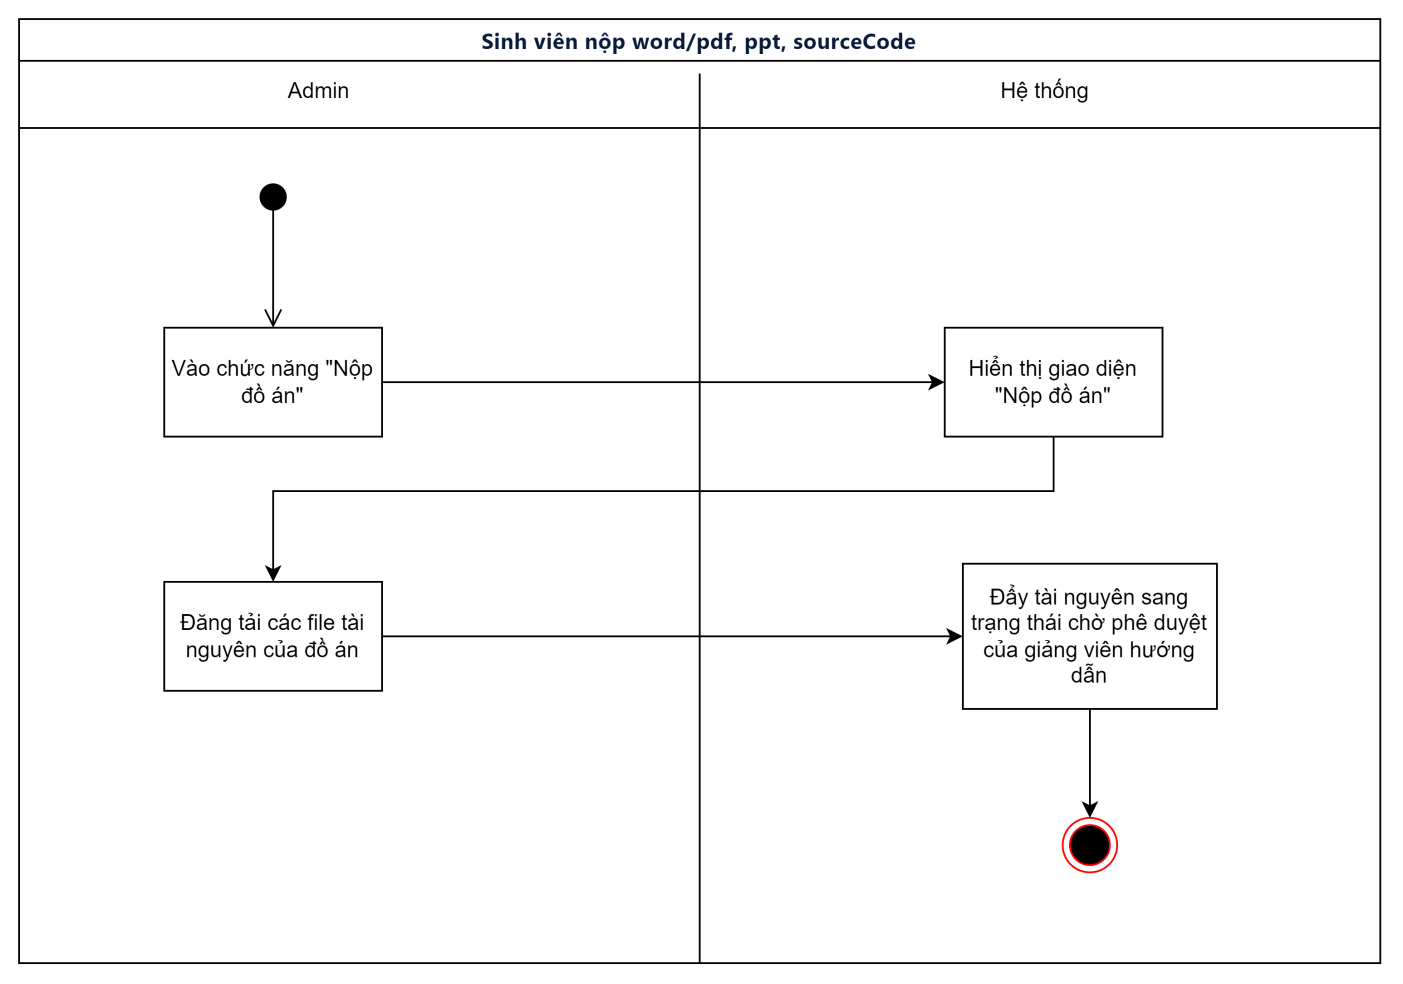 Sinh viên nộp word/pdf, ppt, sourceCode
Admin
Hệ thống
Vào chức năng "Nộp
đồ án"
Hiển thị giao diện
"Nộp đồ án"
Đăng tải các file tài
nguyên của đồ án
Đẩy tài nguyên sang
trạng thái chờ phê duyệt
của giảng viên hướng
dẫn